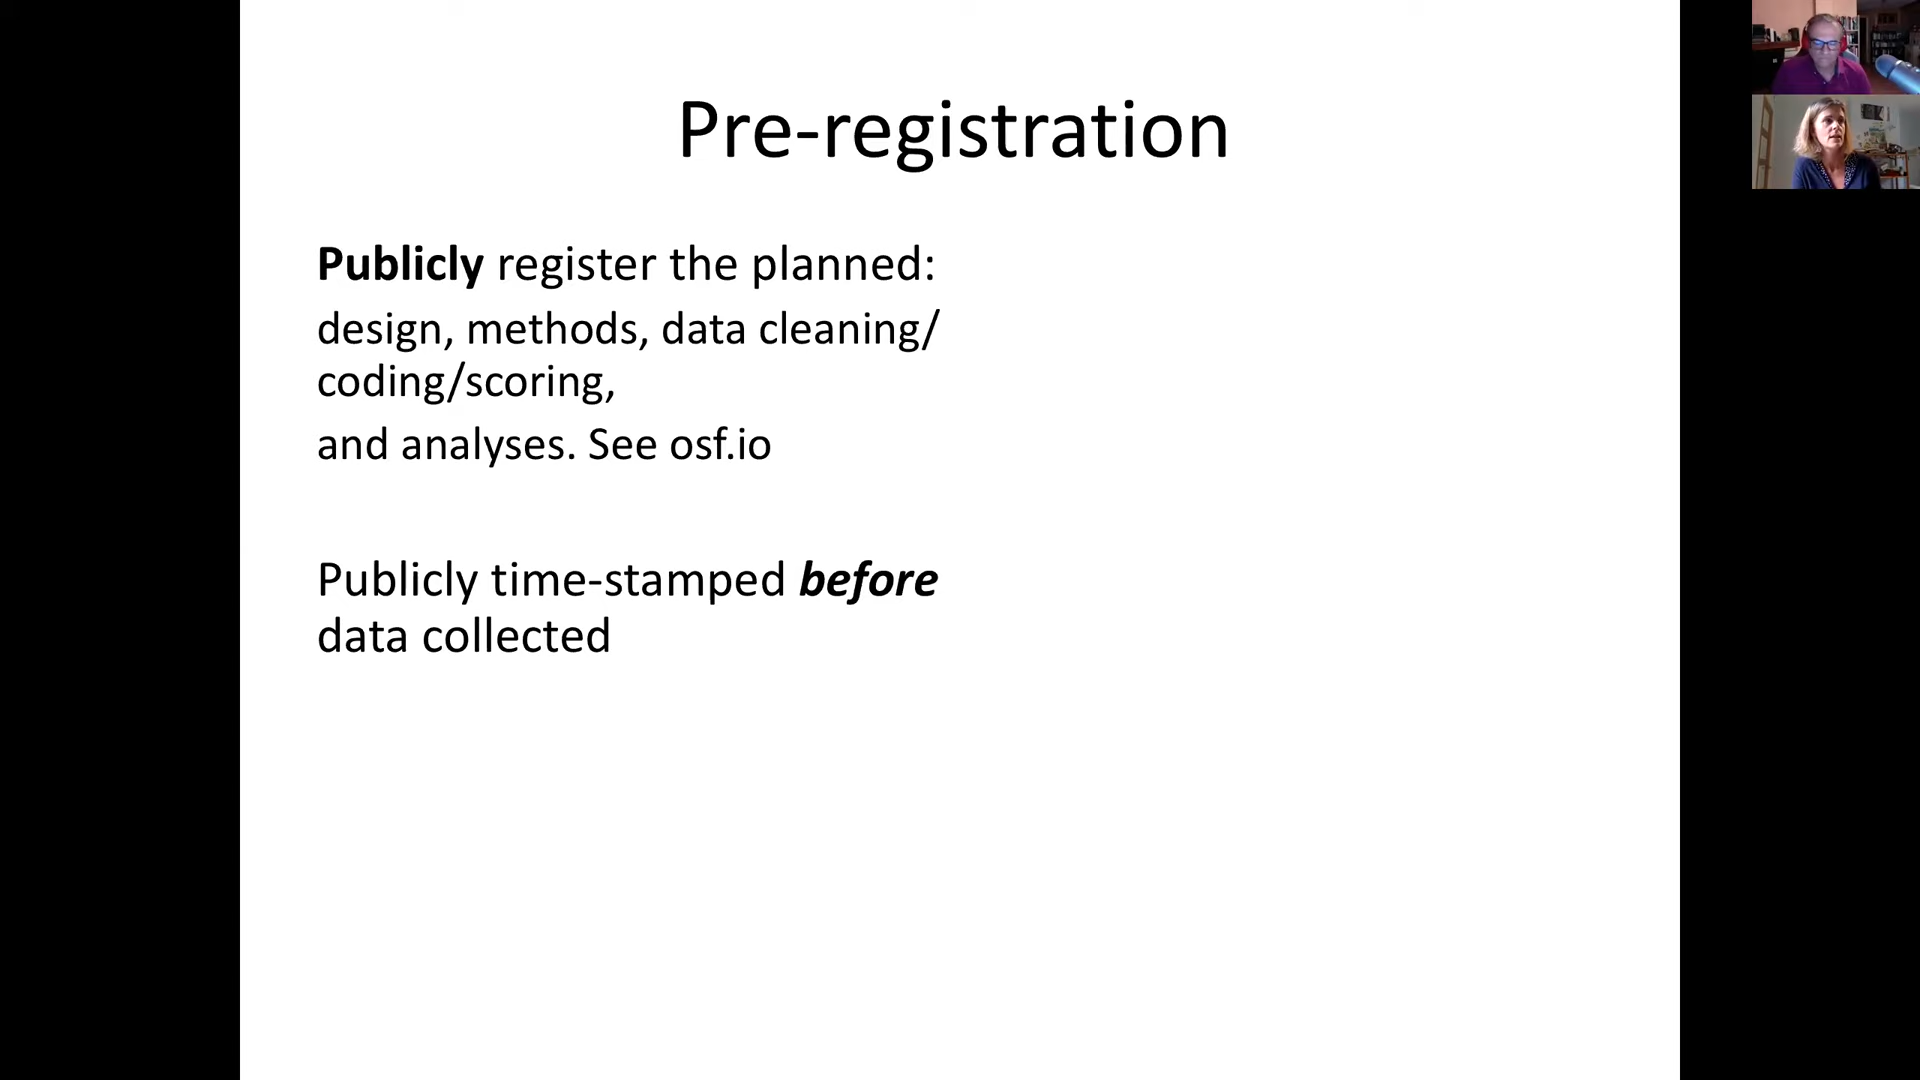 Pre-registration
Publicly register the planned:
design, methods, data cleaning/
coding/scoring,
and analyses. See osf.io
Publicly time-stamped before
data collected